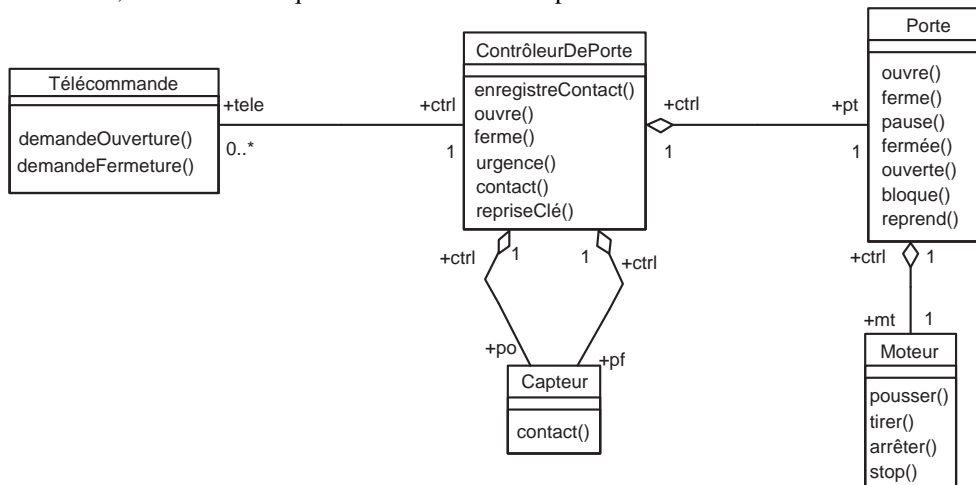 Porte
ContrôleurDePorte
Télécommande
ouvre()
ferme()
pause()
fermée()
ouverte()
bloque()
reprend()
enregistreContact()
ouvre()
ferme()
urgence()
contact()
repriseClé()
+tele
+ctrl
+ctrl
+pt
demandeOuverture()
demandeFermeture()
0..*
1
1
1
+ctrl
1
1
+ctrl
+ctrl
1
+po
+pf
+mt
1
Capteur
contact()
Moteur
pousser()
tirer()
arrêter()
stop()